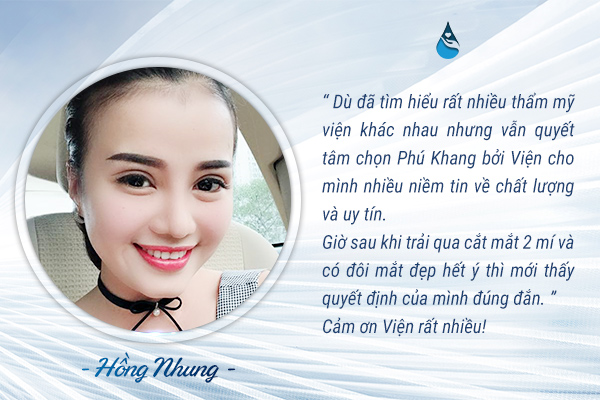 “ Dù đã tìm hiểu rất nhiều thẩm mỹ
viện khác nhau nhưng vẫn quyết
tâm chọn Phú Khang bởi Viện cho
mình nhiều niềm tin về chất lượng
và uy tín.
Giờ sau khi trải qua cắt mắt 2 mí và
có đôi mắt đẹp hết ý thì mới thấy
quyết định của mình đúng đắn. ”
Cảm ơn Viện rất nhiều!
- Hồng Nhung -